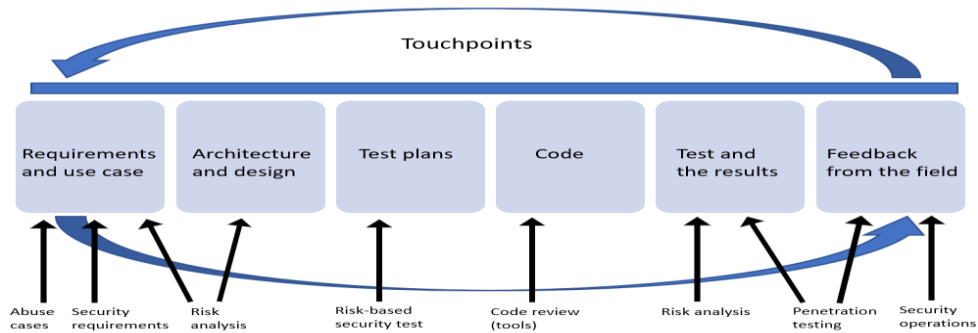 Touchpoints
Requirements
and use case
Architecture
and design
Test plans
Code
Test and
the results
Feedback
from the field
Abuse
cases
Security
requirements
Risk
analysis
Risk-based
security test
Code review
(tools)
Risk analysis
Penetration
testing
Security
operations